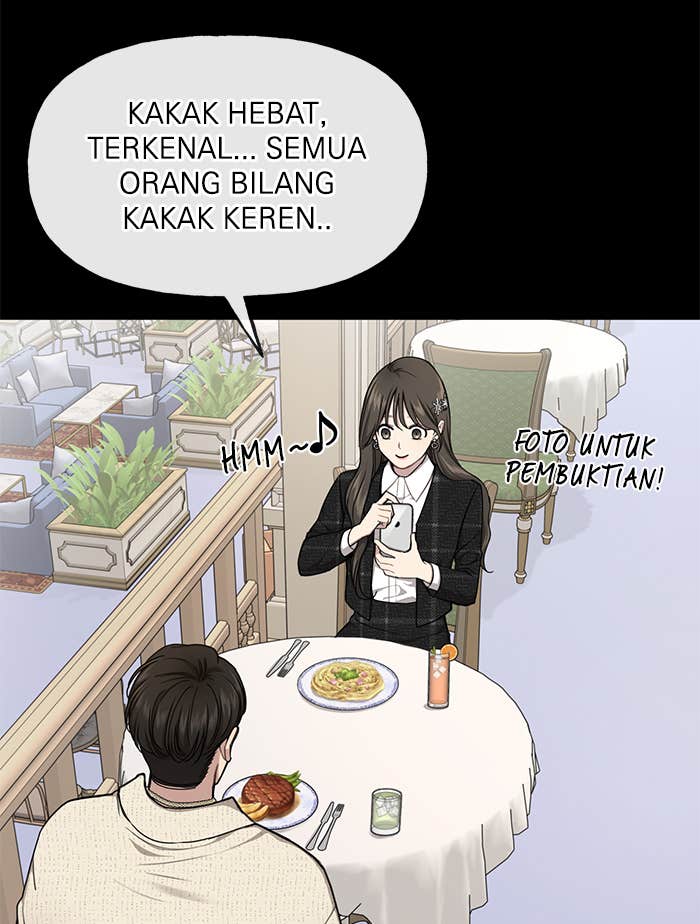 KAKAK HEBAT,
TERKENAL... SEMUA
ORANG BILANG
KAKAK KEREN..
HMM~♪
FOTO UNTUK
PEMBUKTIAN!